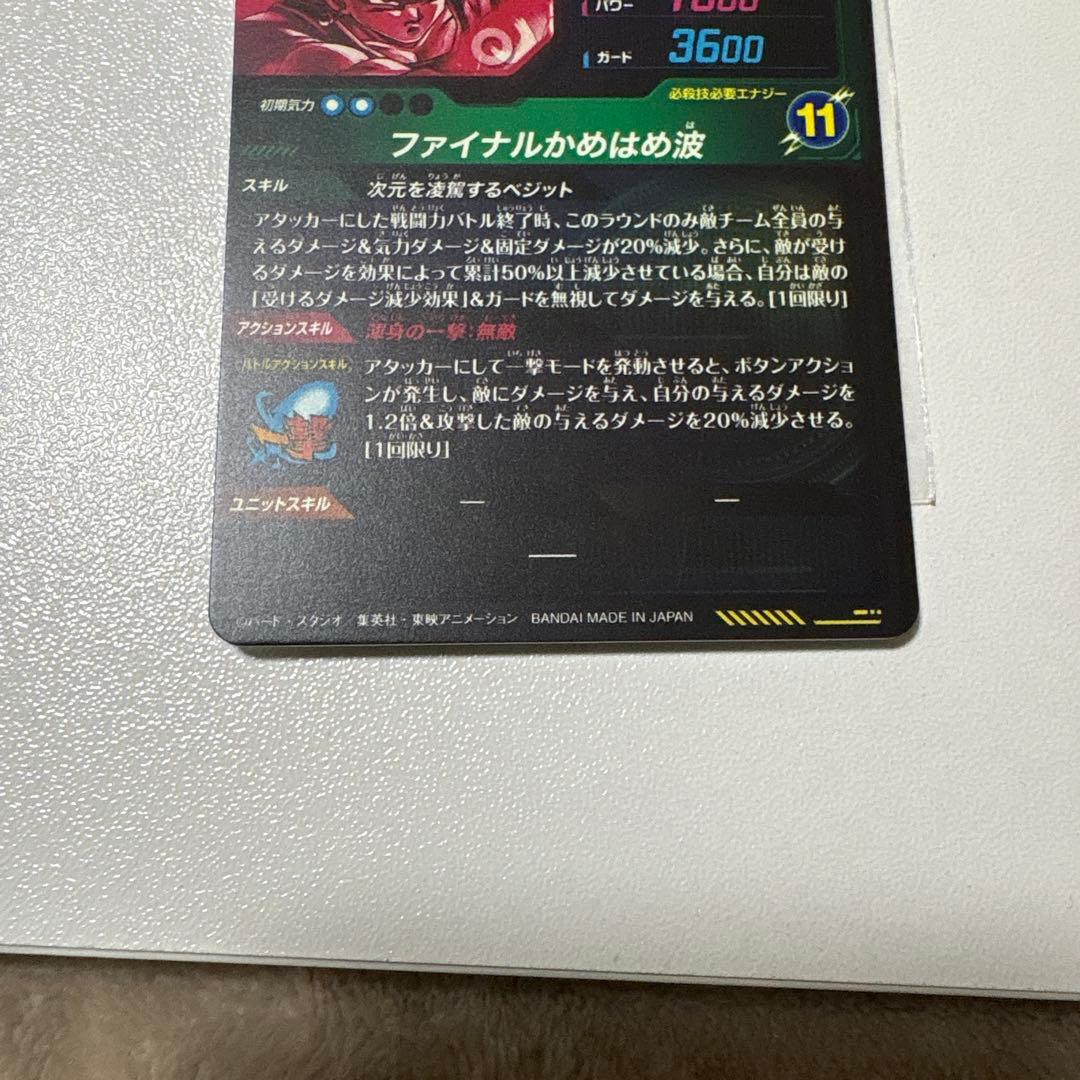 パワー
ガード 3600
初期気力
必殺技必要エナジー 11
ファイナルかめはめ波
スキル 次元を凌駕するベジット
アタッカーにした戦闘力バトル終了時、このラウンドのみ敵チーム全員の与
えるダメージ&気力ダメージ&固定ダメージが20%減少。さらに、敵が受け
るダメージを効果によって累計50%以上減少させている場合、自分は敵の
「受けるダメージ減少効果」&ガードを無視してダメージを与える。[1回限り]
アクションスキル 渾身の一撃:無敵
バトルアクションスキル アタッカーにして一撃モードを発動させると、ボタンアクショ
ンが発生し、敵にダメージを与え、自分の与えるダメージを
1.2倍&攻撃した敵の与えるダメージを20%減少させる。
[1回限り]
撃
ユニットスキル ― ―
―
©バード・スタジオ 集英社・東映アニメーション BANDAI MADE IN JAPAN